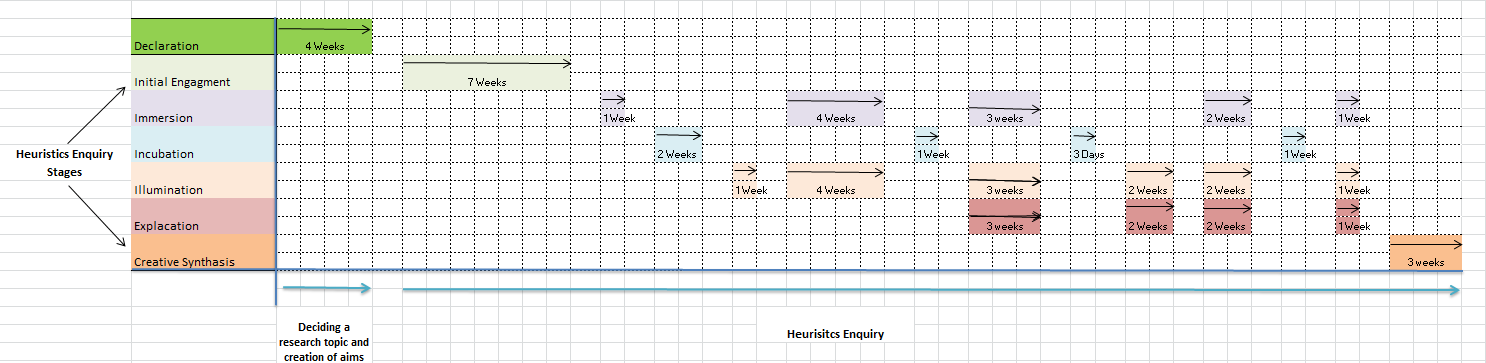 Declaration
4 Weeks
Initial Engagment
7 Weeks
Immersion
1 Week
4 Weeks
3 weeks
2 Weeks
1 Week
Incubation
2 Weeks
1 Week
3 Days
1 Week
Heuristics Enquiry
Stages
Illumination
1 Week
4 Weeks
3 weeks
2 Weeks
2 Weeks
1 Week
Explacation
3 weeks
2 Weeks
2 Weeks
1 Week
Creative Synthasis
3 weeks
Deciding a
research topic and
creation of aims
Heurisitcs Enquiry